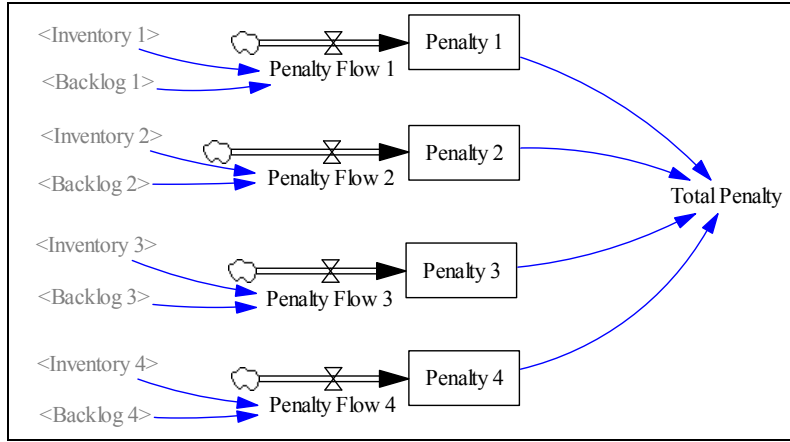 <Inventory 1>
Penalty 1
Penalty Flow 1
<Backlog 1>
<Inventory 2>
Penalty 2
Penalty Flow 2
<Backlog 2>
Total Penalty
<Inventory 3>
Penalty 3
Penalty Flow 3
<Backlog 3>
<Inventory 4>
Penalty 4
Penalty Flow 4
<Backlog 4>